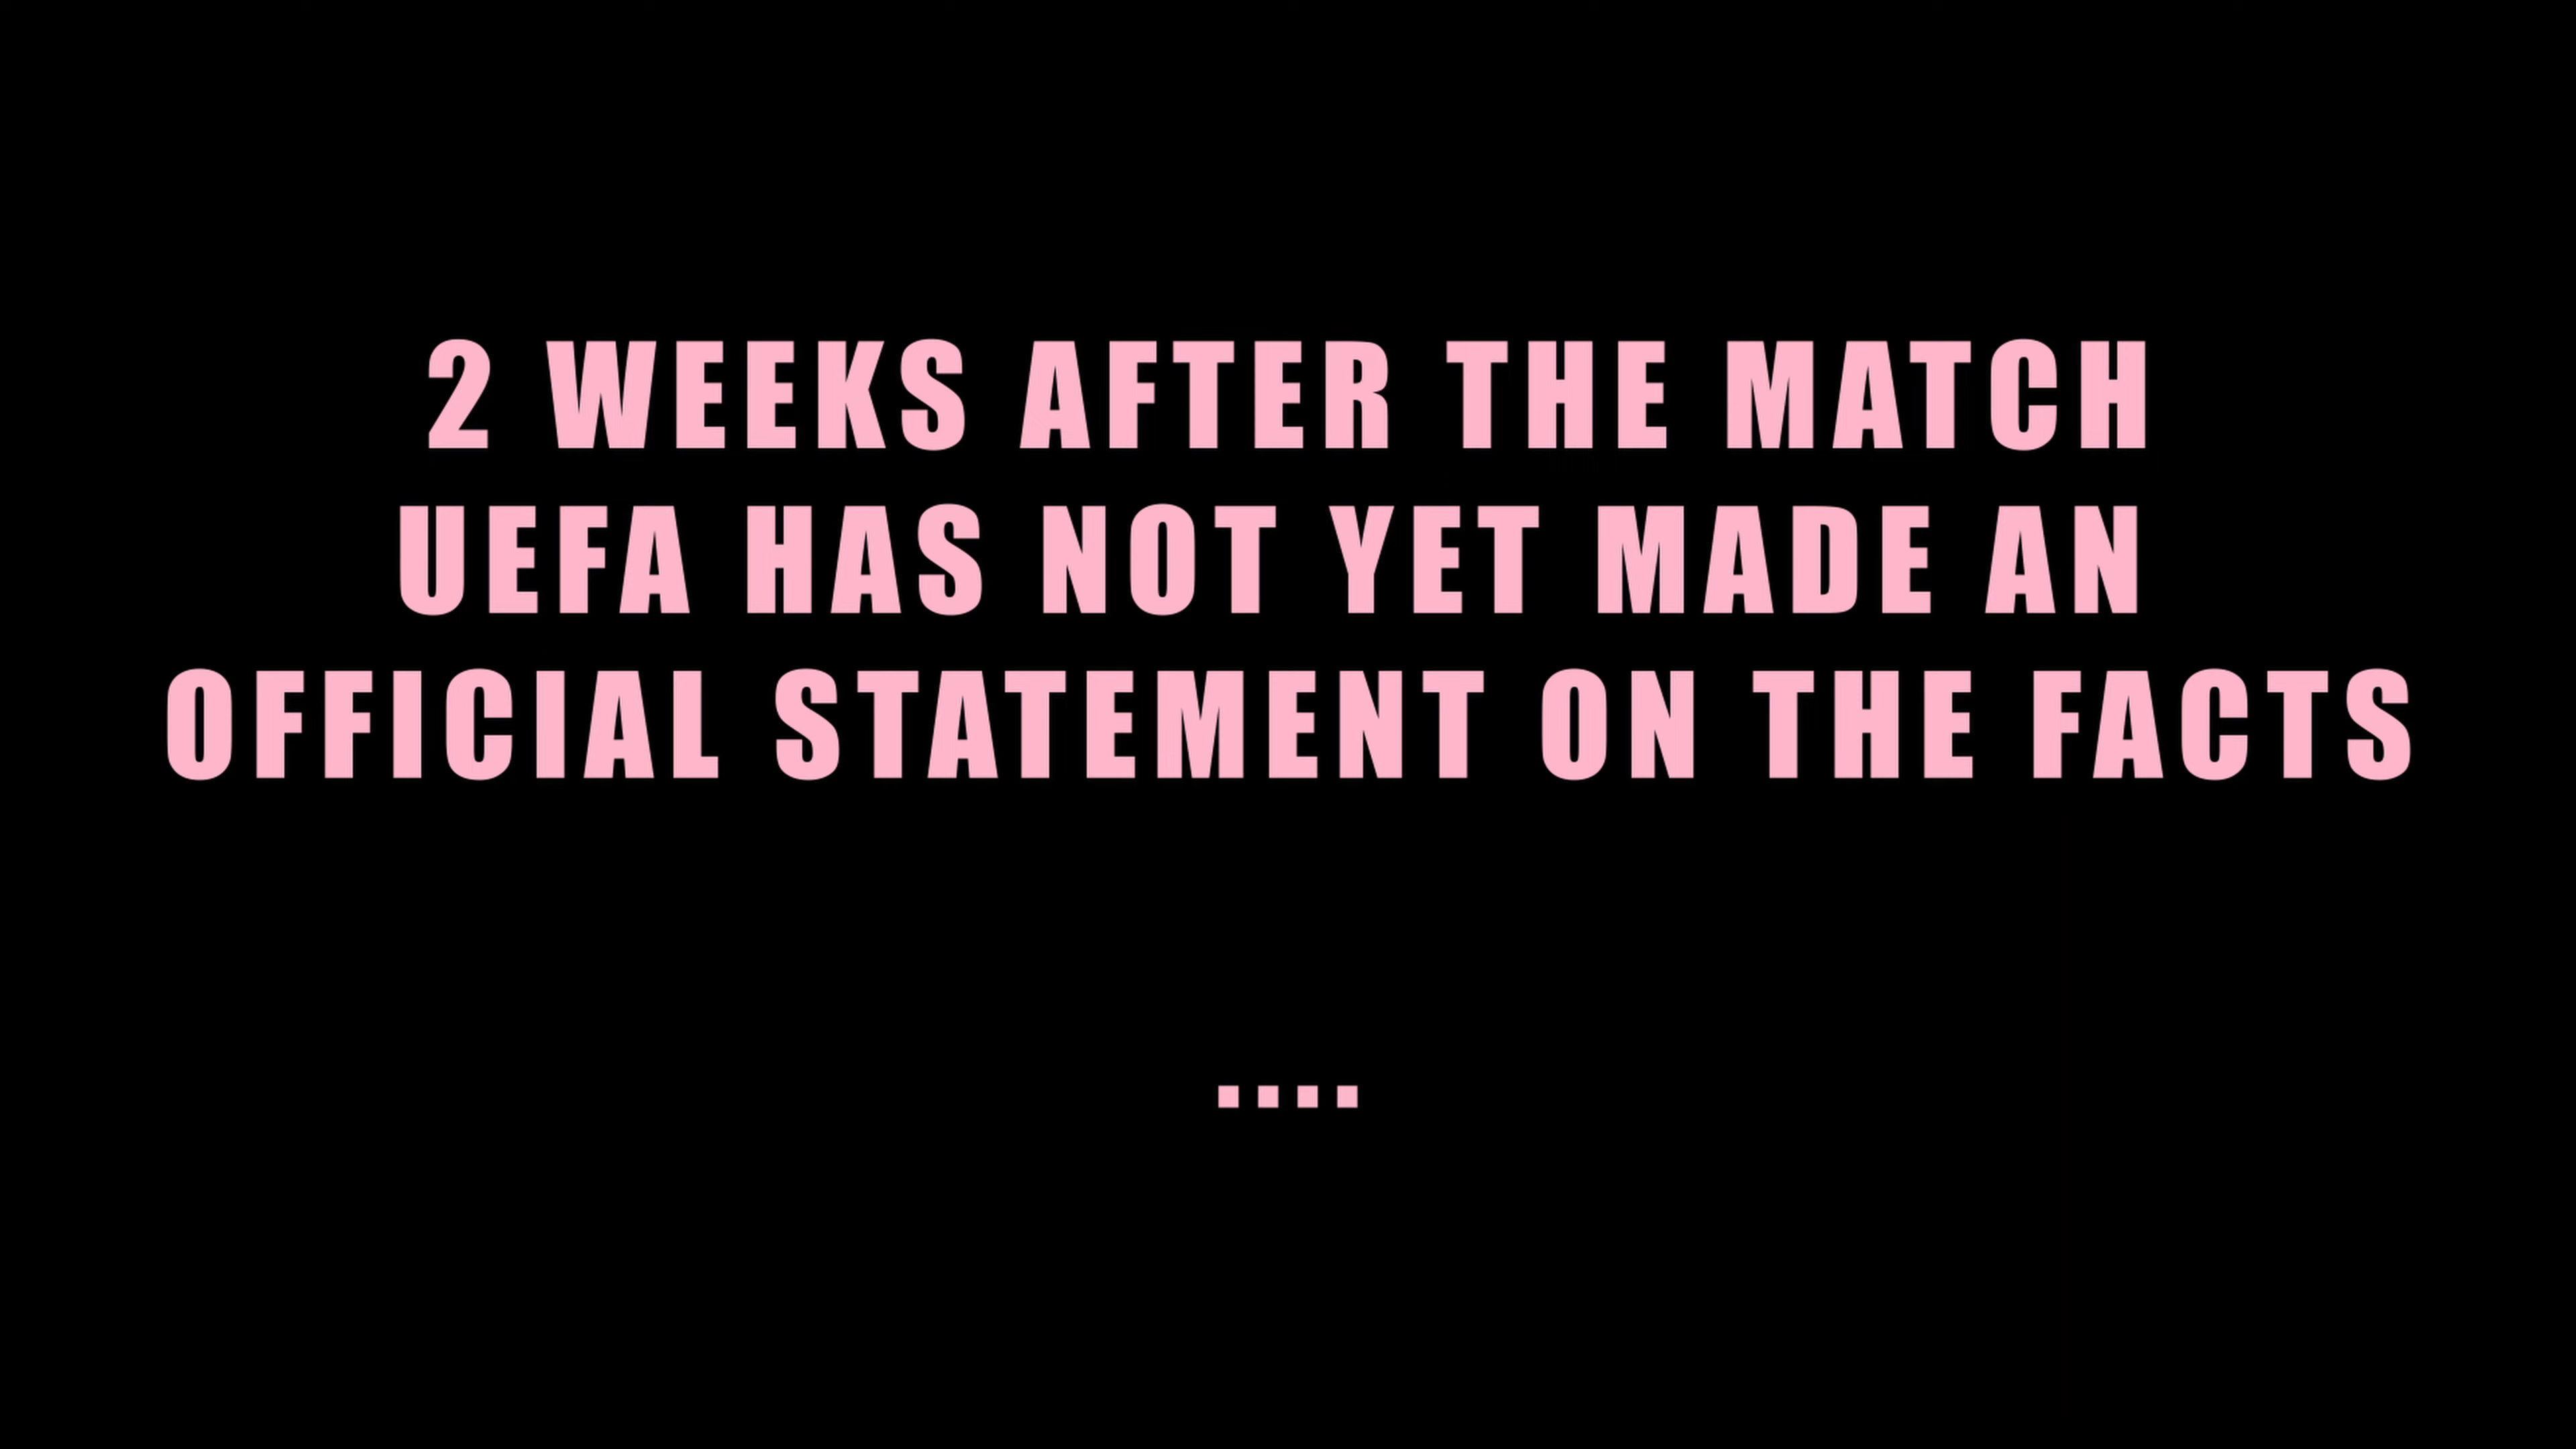 2 WEEKS AFTER THE MATCH
UEFA HAS NOT YET MADE AN
OFFICIAL STATEMENT ON THE FACTS
....